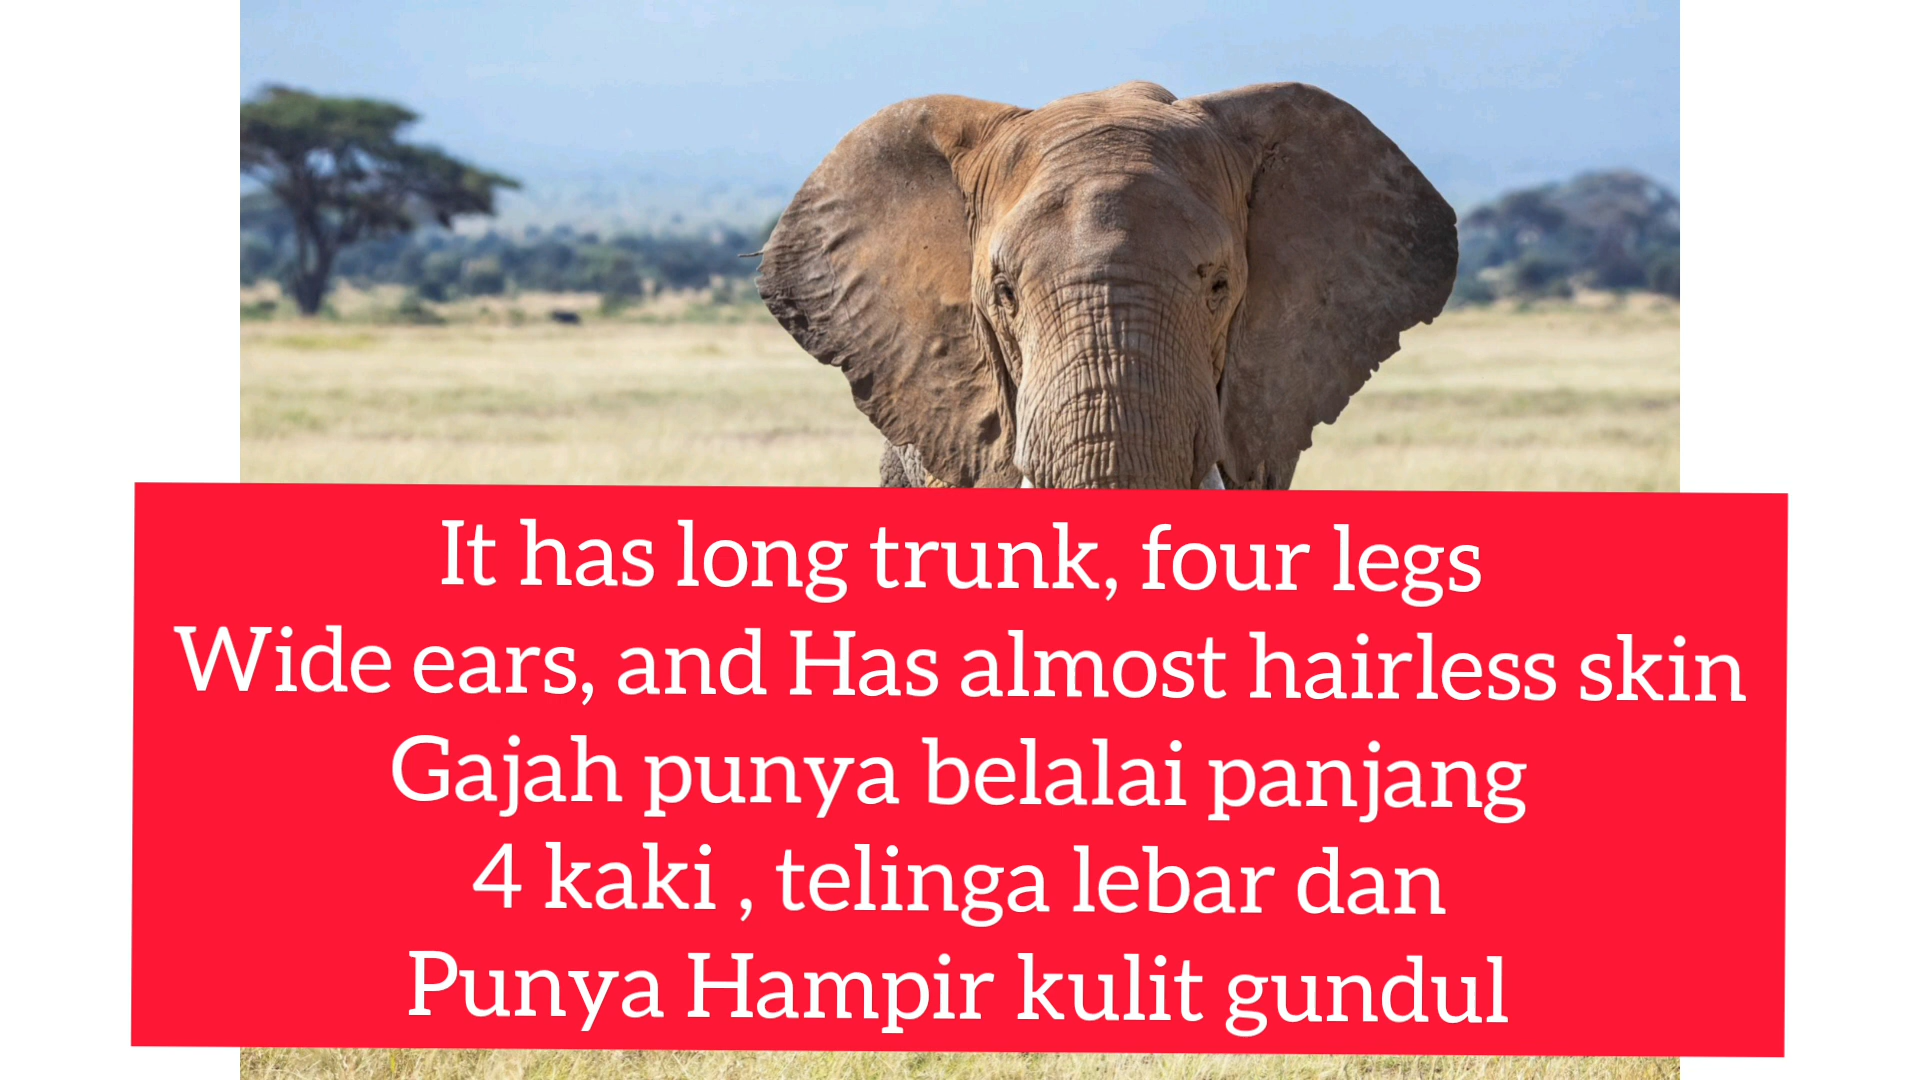 It has long trunk, four legs
Wide ears, and Has almost hairless skin
Gajah punya belalai panjang
4 kaki , telinga lebar dan
Punya Hampir kulit gundul